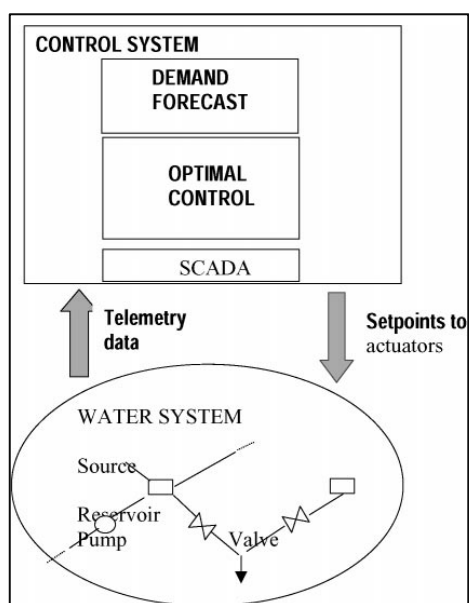 CONTROL SYSTEM
DEMAND
FORECAST
OPTIMAL
CONTROL
SCADA
Telemetry
data
Setpoints to
actuators
WATER SYSTEM
Source
Reservoir
Pump
Valve